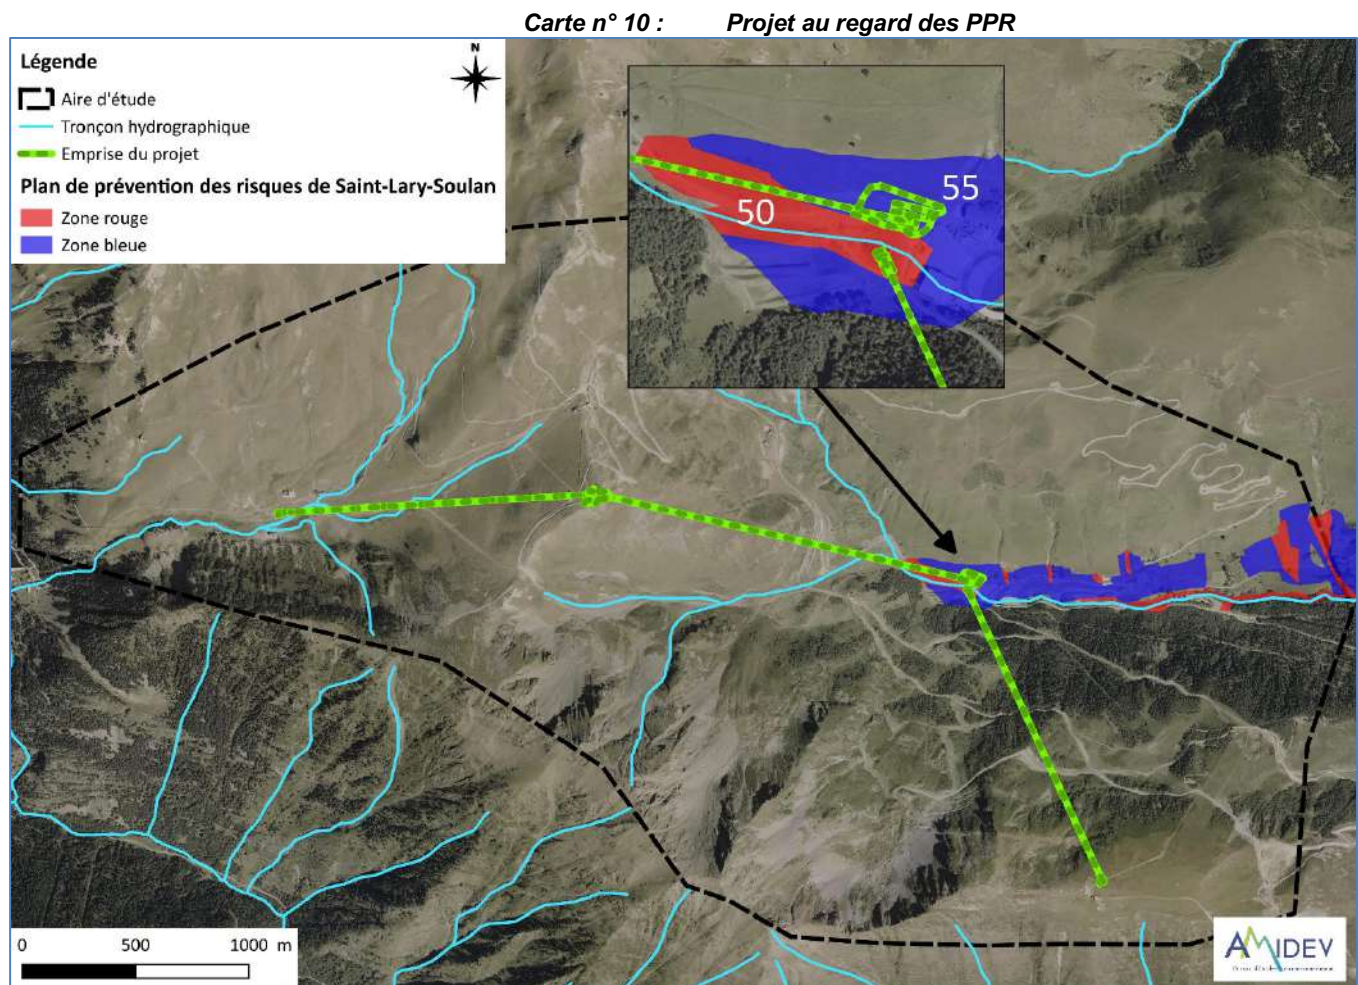 Carte n° 10 : Projet au regard des PPR
Légende
N
Aire d'étude
Tronçon hydrographique
Emprise du projet
Plan de prévention des risques de Saint-Lary-Soulan
Zone rouge
Zone bleue
55
50
0 500 1000 m
AMIDEV